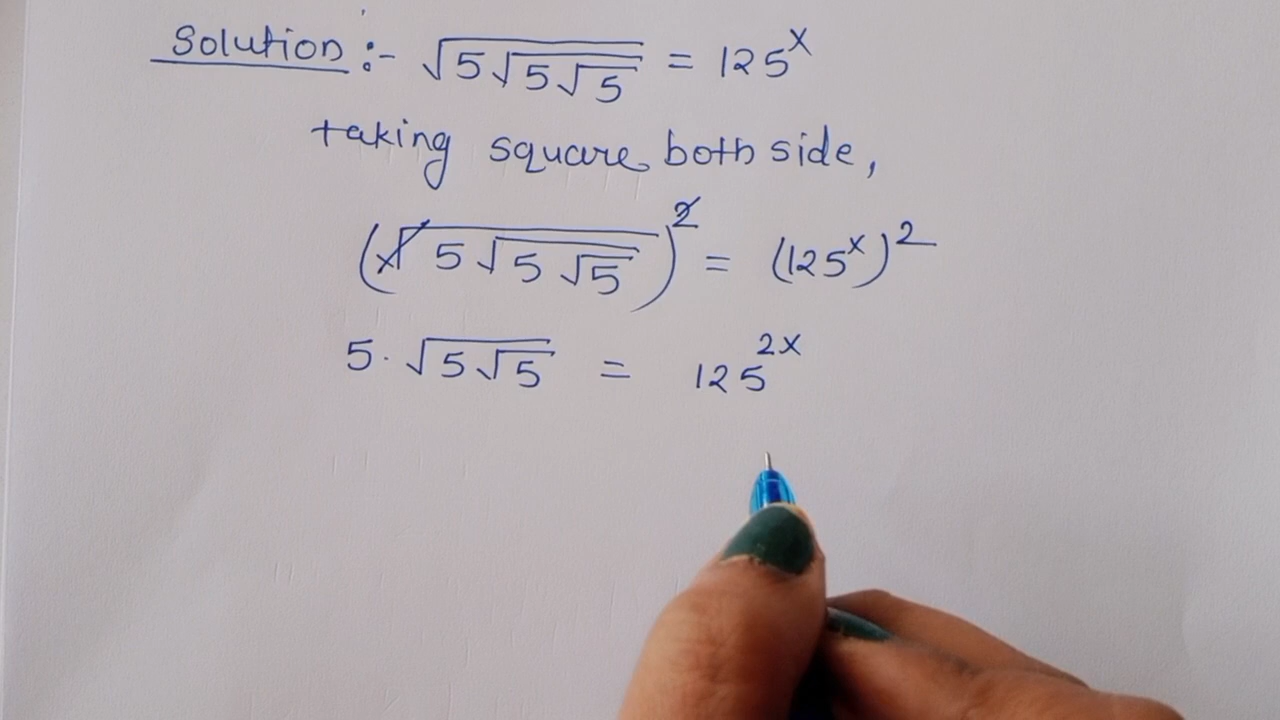 Solution :- √5√5√5 = 125^x
taking square both side,
(√5√5√5)^2 = (125^x)^2
5·√5√5 = 125^2x